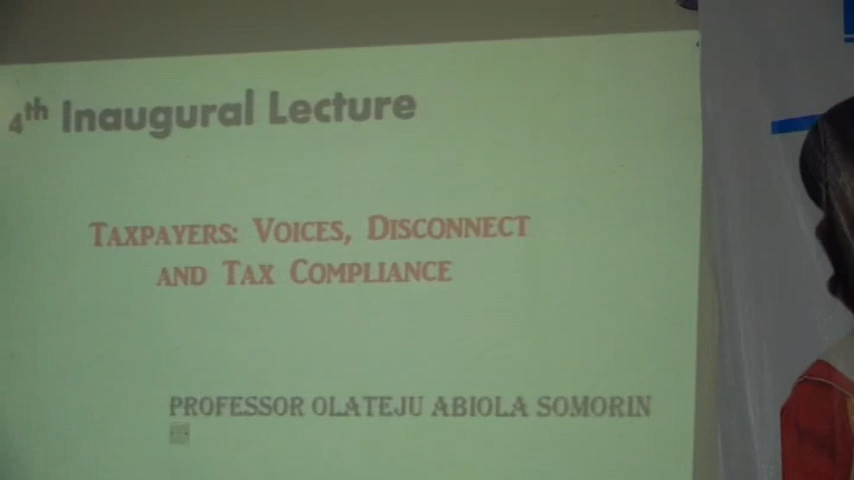 4th Inaugural Lecture
TAXPAYERS: VOICES, DISCONNECT
AND TAX COMPLIANCE
PROFESSOR OLATEJU ABIOLA SOMORIN